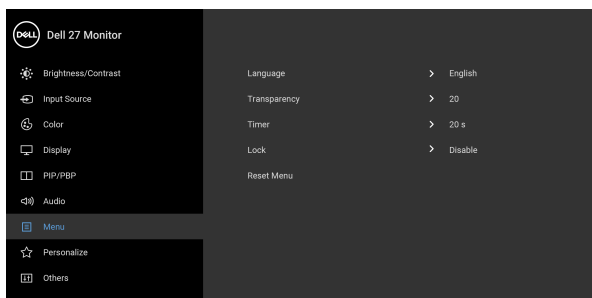 DELL Dell 27 Monitor
Brightness/Contrast
Input Source
Color
Display
PIP/PBP
Audio
Menu
Personalize
Others
Language > English
Transparency > 20
Timer > 20 s
Lock > Disable
Reset Menu